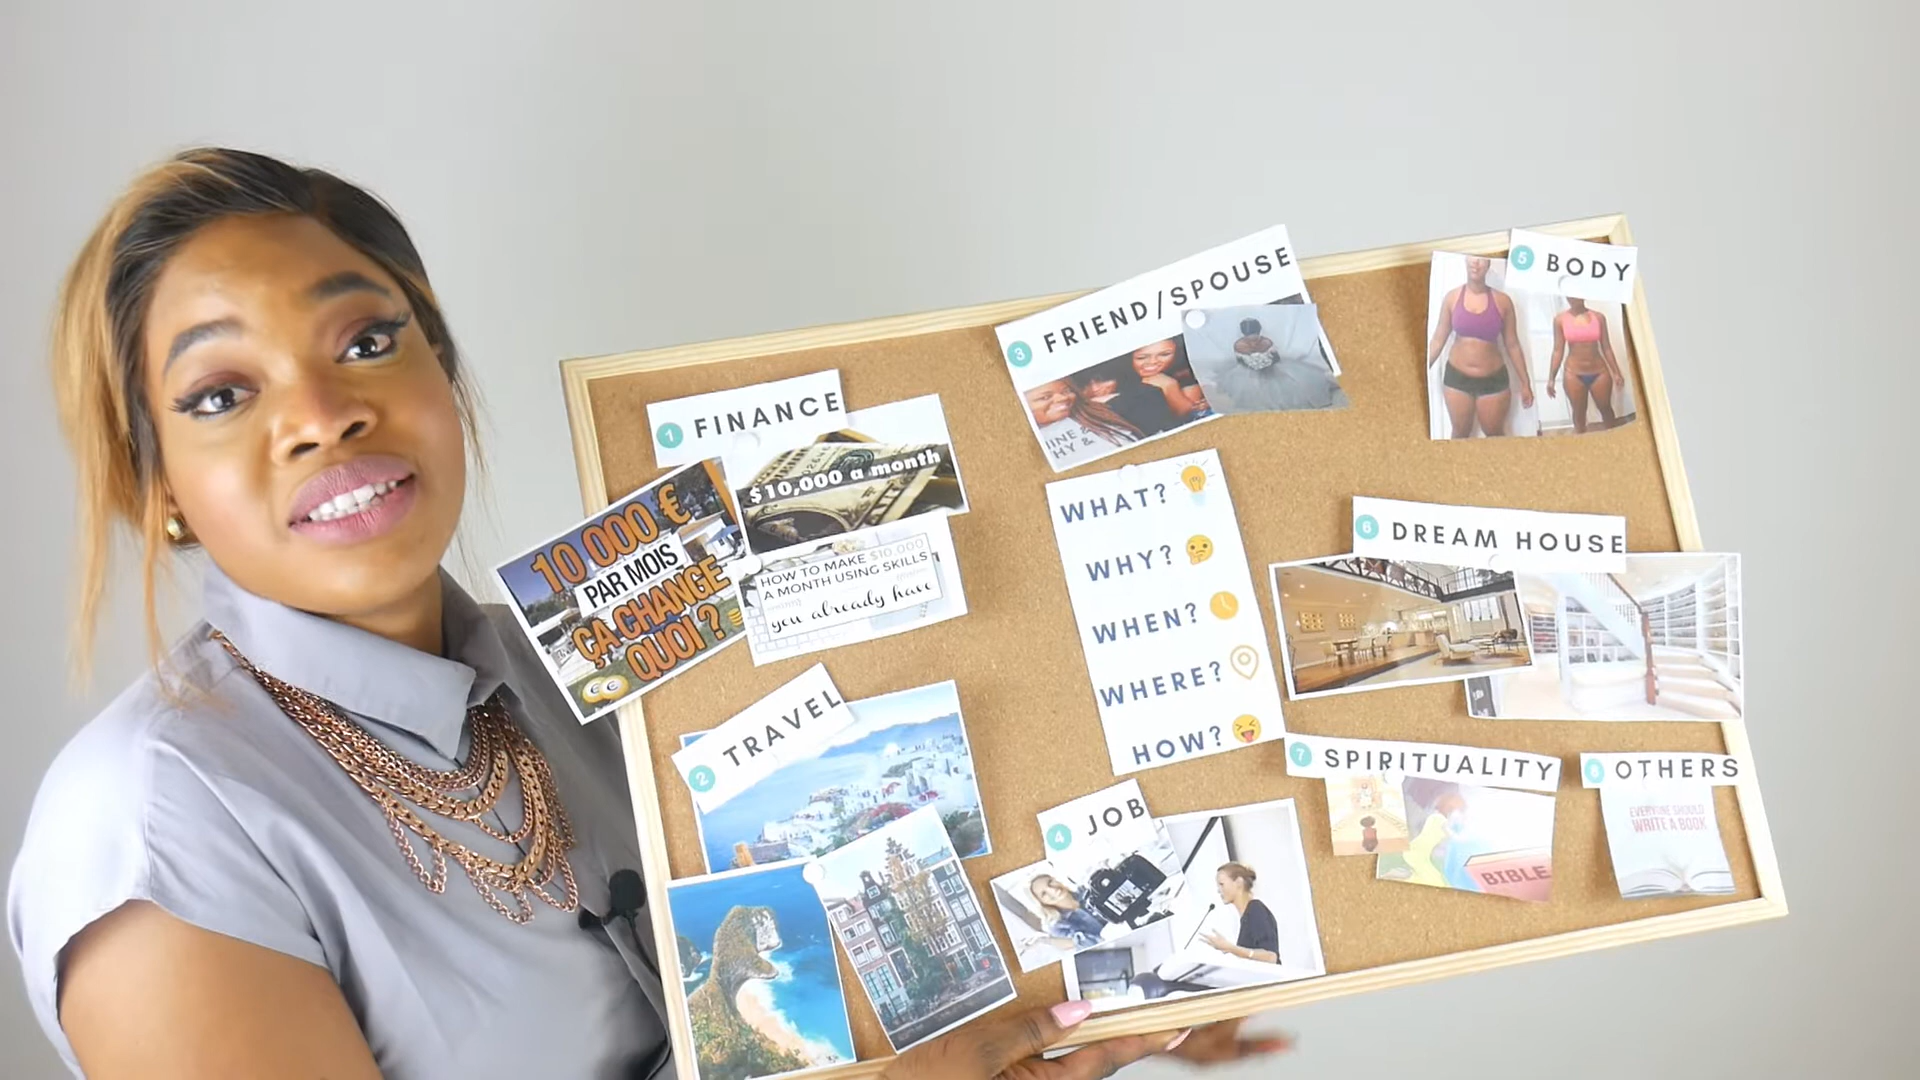 1 FINANCE
$10,000 a month
10 000 €
PAR MOIS
ÇA CHANGE
QUOI ?
HOW TO MAKE $10,000
A MONTH USING SKILLS
you already have
2 TRAVEL
3 FRIEND/SPOUSE
INE &
HY &
WHAT?
WHY?
WHEN?
WHERE?
HOW?
4 JOB
5 BODY
6 DREAM HOUSE
7 SPIRITUALITY
BIBLE
8 OTHERS
EVERYONE SHOULD
WRITE A BOOK